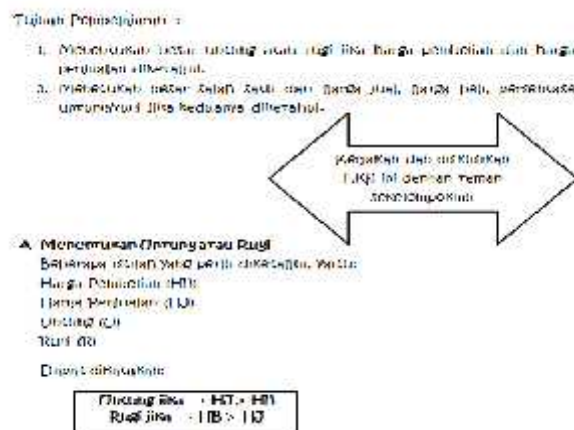 Tujuan Pembelajaran :
1. Menentukan besar untung atau rugi jika harga pembelian dan harga
penjualan diketahui.
2. Menentukan besar salah satu dari harga jual, harga beli, persentase
untung/rugi jika keduanya diketahui.
Kerjakan dan diskusikan
LKS ini dengan teman
sekelompokmu
A. Menentukan Untung atau Rugi
Beberapa istilah yang perlu diketahui, yaitu:
Harga Pembelian (HB)
Harga Penjualan (HJ)
Untung (U)
Rugi (R)
Dapat dituliskan:
Untung jika → HJ > HB
Rugi jika → HB > HJ